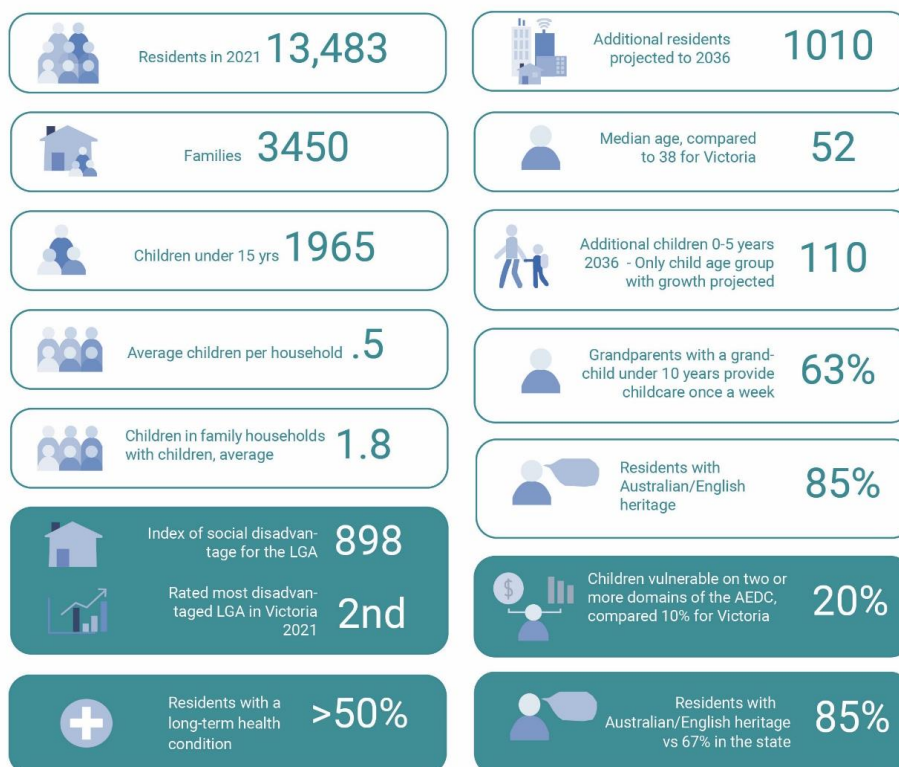 Residents in 2021 13,483
Families 3450
Children under 15 yrs 1965
Average children per household .5
Children in family households
with children, average
1.8
Index of social disadvan-
tage for the LGA
898
Rated most disadvan-
taged LGA in Victoria
2021
2nd
Residents with a
long-term health
condition
>50%
Additional residents
projected to 2036
1010
Median age, compared
to 38 for Victoria
52
Additional children 0-5 years
2036 - Only child age group
with growth projected
110
Grandparents with a grand-
child under 10 years provide
childcare once a week
63%
Residents with
Australian/English
heritage
85%
$
Children vulnerable on two or
more domains of the AEDC,
compared 10% for Victoria
20%
Residents with
Australian/English heritage
vs 67% in the state
85%